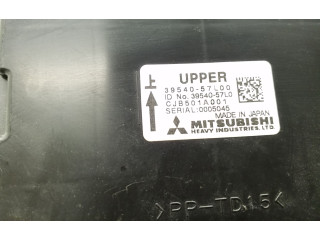 上 UPPER
39540-57L00
ID No. 39540-57L0
CJB501A001
SERIAL:0005045
MADE IN JAPAN
MITSUBISHI
HEAVY INDUSTRIES, LTD.
>PP-TD15<